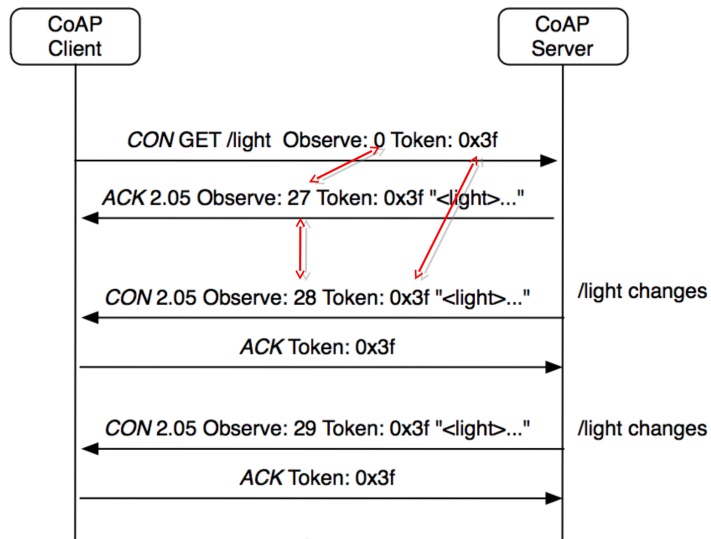 CoAP
Client
CoAP
Server
CON GET /light Observe: 0 Token: 0x3f
ACK 2.05 Observe: 27 Token: 0x3f "<light>..."
CON 2.05 Observe: 28 Token: 0x3f "<light>..."
/light changes
ACK Token: 0x3f
CON 2.05 Observe: 29 Token: 0x3f "<light>..."
/light changes
ACK Token: 0x3f